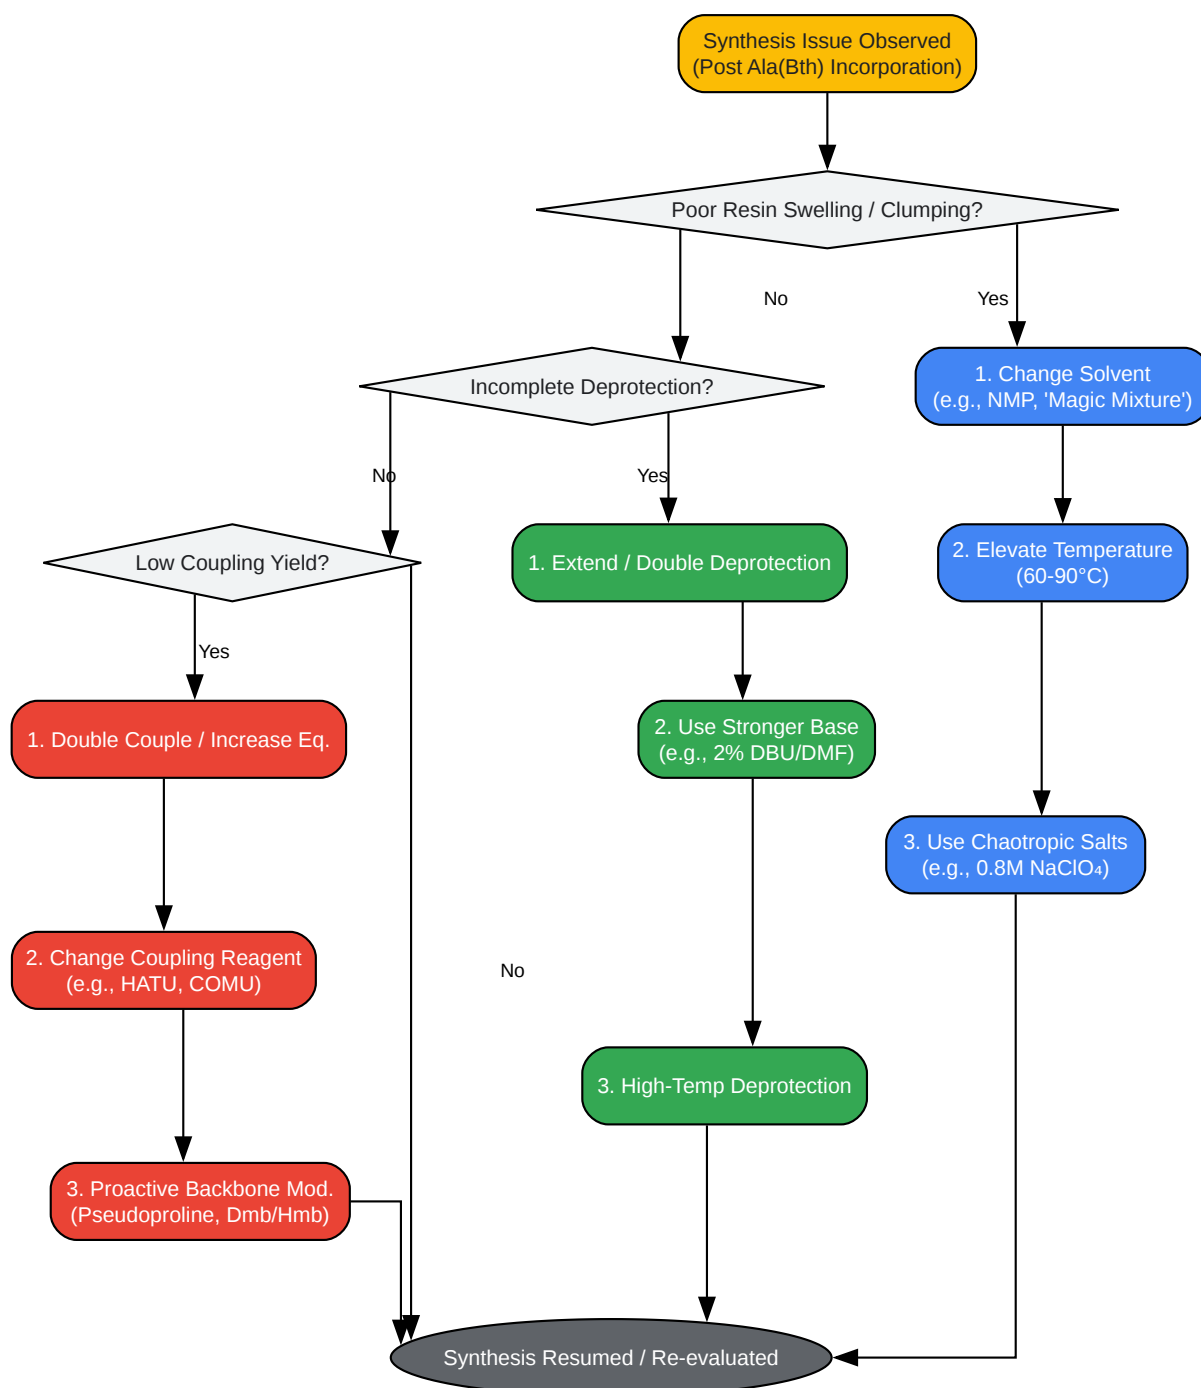 Synthesis Issue Observed
(Post Ala(Bth) Incorporation)
Poor Resin Swelling / Clumping?
No
Yes
Incomplete Deprotection?
1. Change Solvent
(e.g., NMP, 'Magic Mixture')
No
Yes
Low Coupling Yield?
1. Extend / Double Deprotection
2. Elevate Temperature
(60-90°C)
Yes
1. Double Couple / Increase Eq.
2. Use Stronger Base
(e.g., 2% DBU/DMF)
3. Use Chaotropic Salts
(e.g., 0.8M NaClO₄)
2. Change Coupling Reagent
(e.g., HATU, COMU)
No
3. High-Temp Deprotection
3. Proactive Backbone Mod.
(Pseudoproline, Dmb/Hmb)
Synthesis Resumed / Re-evaluated